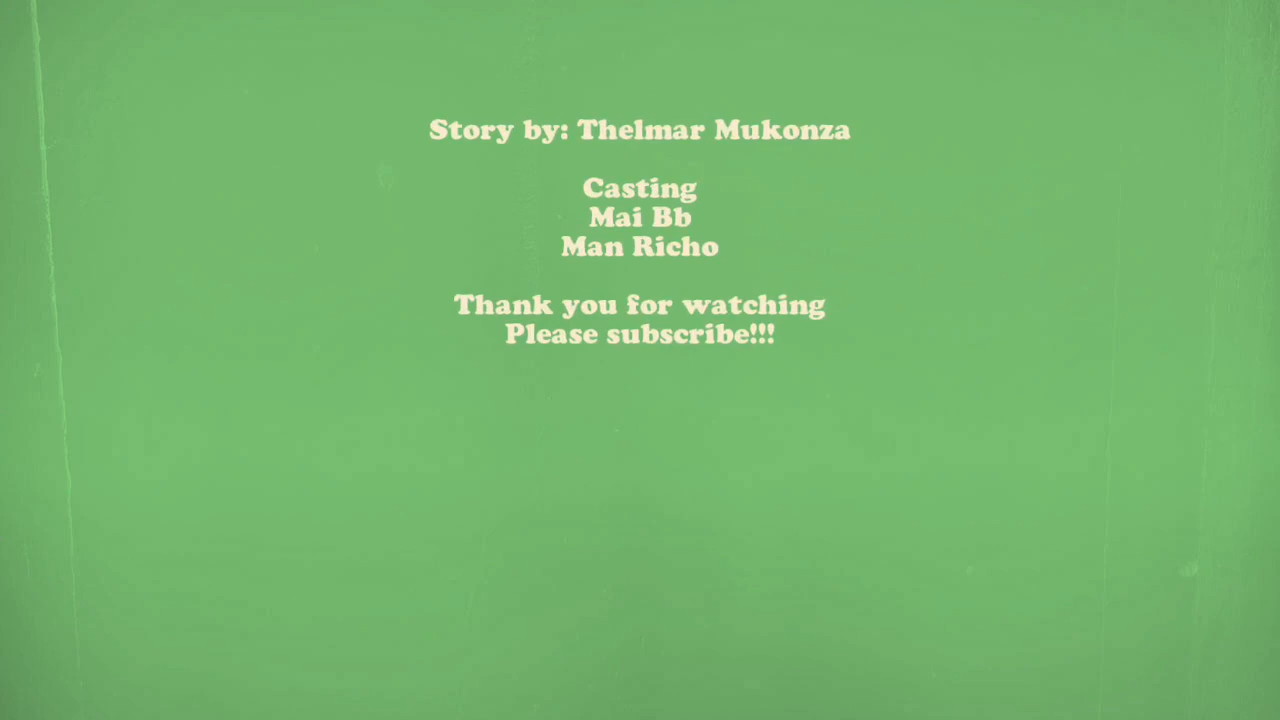 Story by: Thelmar Mukonza
Casting
Mai Bb
Man Richo
Thank you for watching
Please subscribe!!!